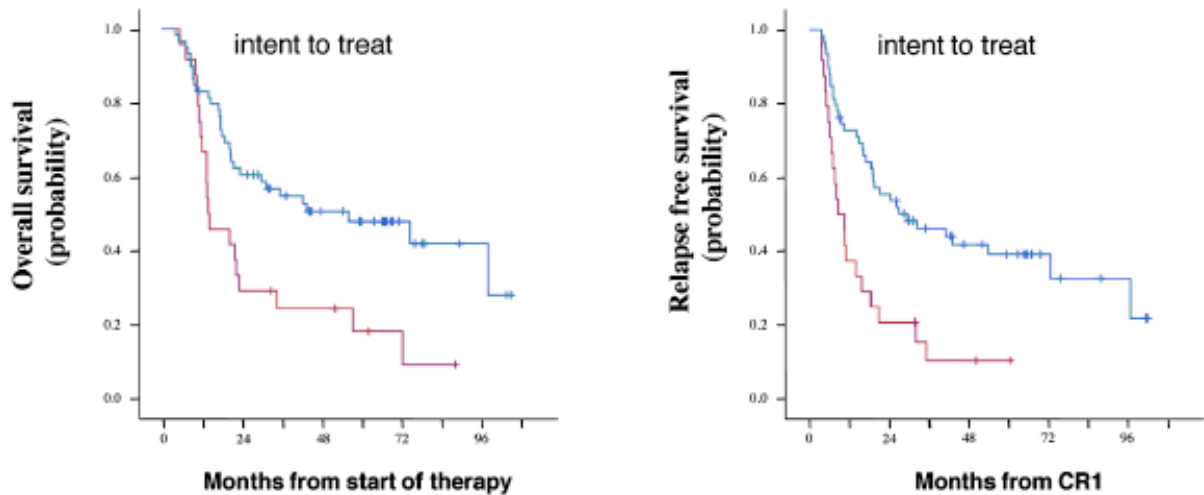 Overall survival
(probability)
intent to treat
1.0
0.8
0.6
0.4
0.2
0.0
0 24 48 72 96
Months from start of therapy
Relapse free survival
(probability)
intent to treat
1.0
0.8
0.6
0.4
0.2
0.0
0 24 48 72 96
Months from CR1